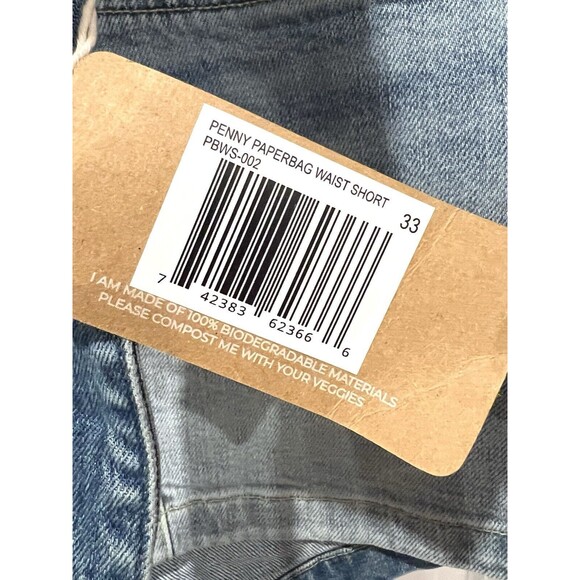 PENNY PAPERBAG WAIST SHORT
PBWS-002
33
7 42383 62366 6
I AM MADE OF 100% BIODEGRADABLE MATERIALS
PLEASE COMPOST ME WITH YOUR VEGGIES